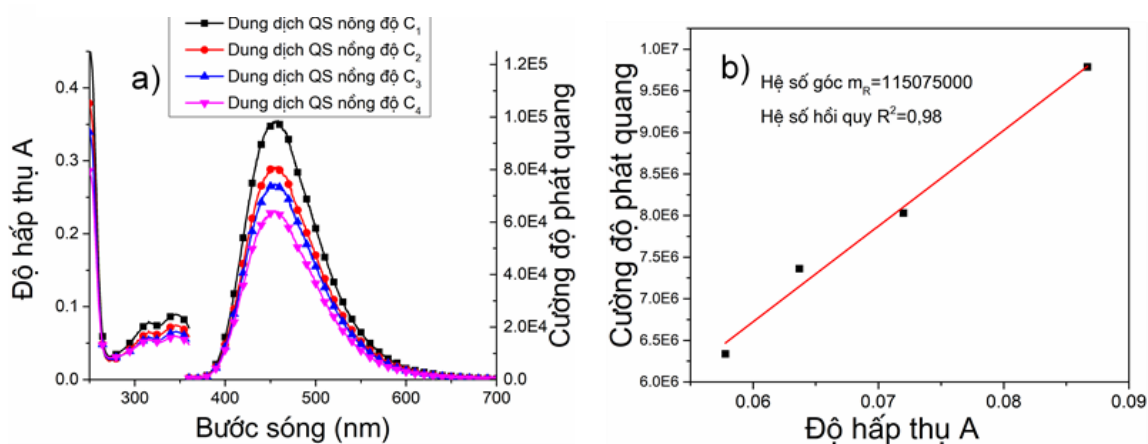 Dung dịch QS nồng độ C1
Dung dịch QS nồng độ C2
Dung dịch QS nồng độ C3
Dung dịch QS nồng độ C4
a)
0.4
0.3
0.2
0.1
0.0
Độ hấp thụ A
1.2E5
1.0E5
8.0E4
6.0E4
4.0E4
2.0E4
0.0
Cường độ phát quang
300 400 500 600 700
Bước sóng (nm)
b)
Hệ số góc mR=115075000
Hệ số hồi quy R²=0,98
1.0E7
9.5E6
9.0E6
8.5E6
8.0E6
7.5E6
7.0E6
6.5E6
6.0E6
Cường độ phát quang
0.06 0.07 0.08 0.09
Độ hấp thụ A